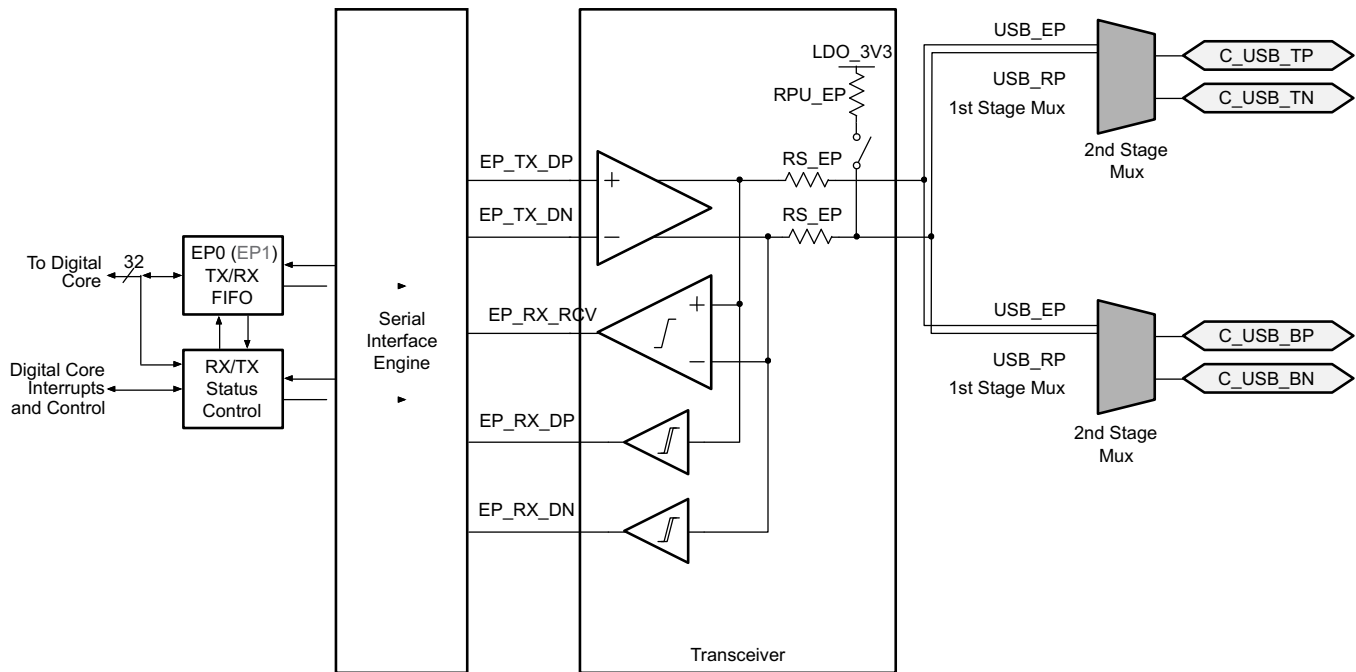 USB_EP
C_USB_TP
LDO_3V3
USB_RP
RPU_EP
C_USB_TN
1st Stage Mux
2nd Stage
Mux
EP_TX_DP
RS_EP
+
EP_TX_DN
RS_EP
−
EP0 (EP1)
TX/RX
FIFO
To Digital
Core
32
USB_EP
EP_RX_RCV
+
Serial
Interface
Engine
C_USB_BP
−
USB_RP
1st Stage Mux
C_USB_BN
Digital Core
Interrupts
and Control
RX/TX
Status
Control
2nd Stage
Mux
EP_RX_DP
EP_RX_DN
Transceiver